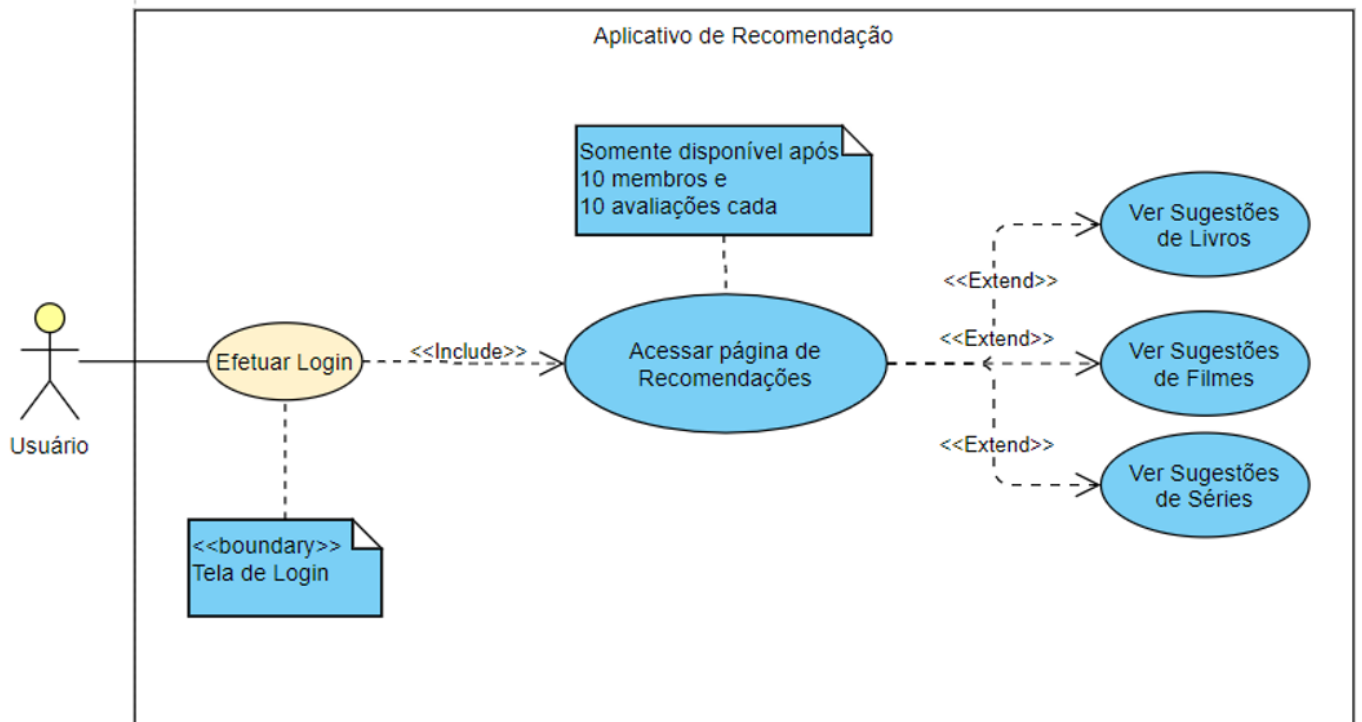 Aplicativo de Recomendação
Somente disponível após
10 membros e
10 avaliações cada
Ver Sugestões
de Livros
<<Extend>>
Usuário
Efetuar Login
<<Include>>
Acessar página de
Recomendações
<<Extend>>
Ver Sugestões
de Filmes
<<Extend>>
Ver Sugestões
de Séries
<<boundary>>
Tela de Login